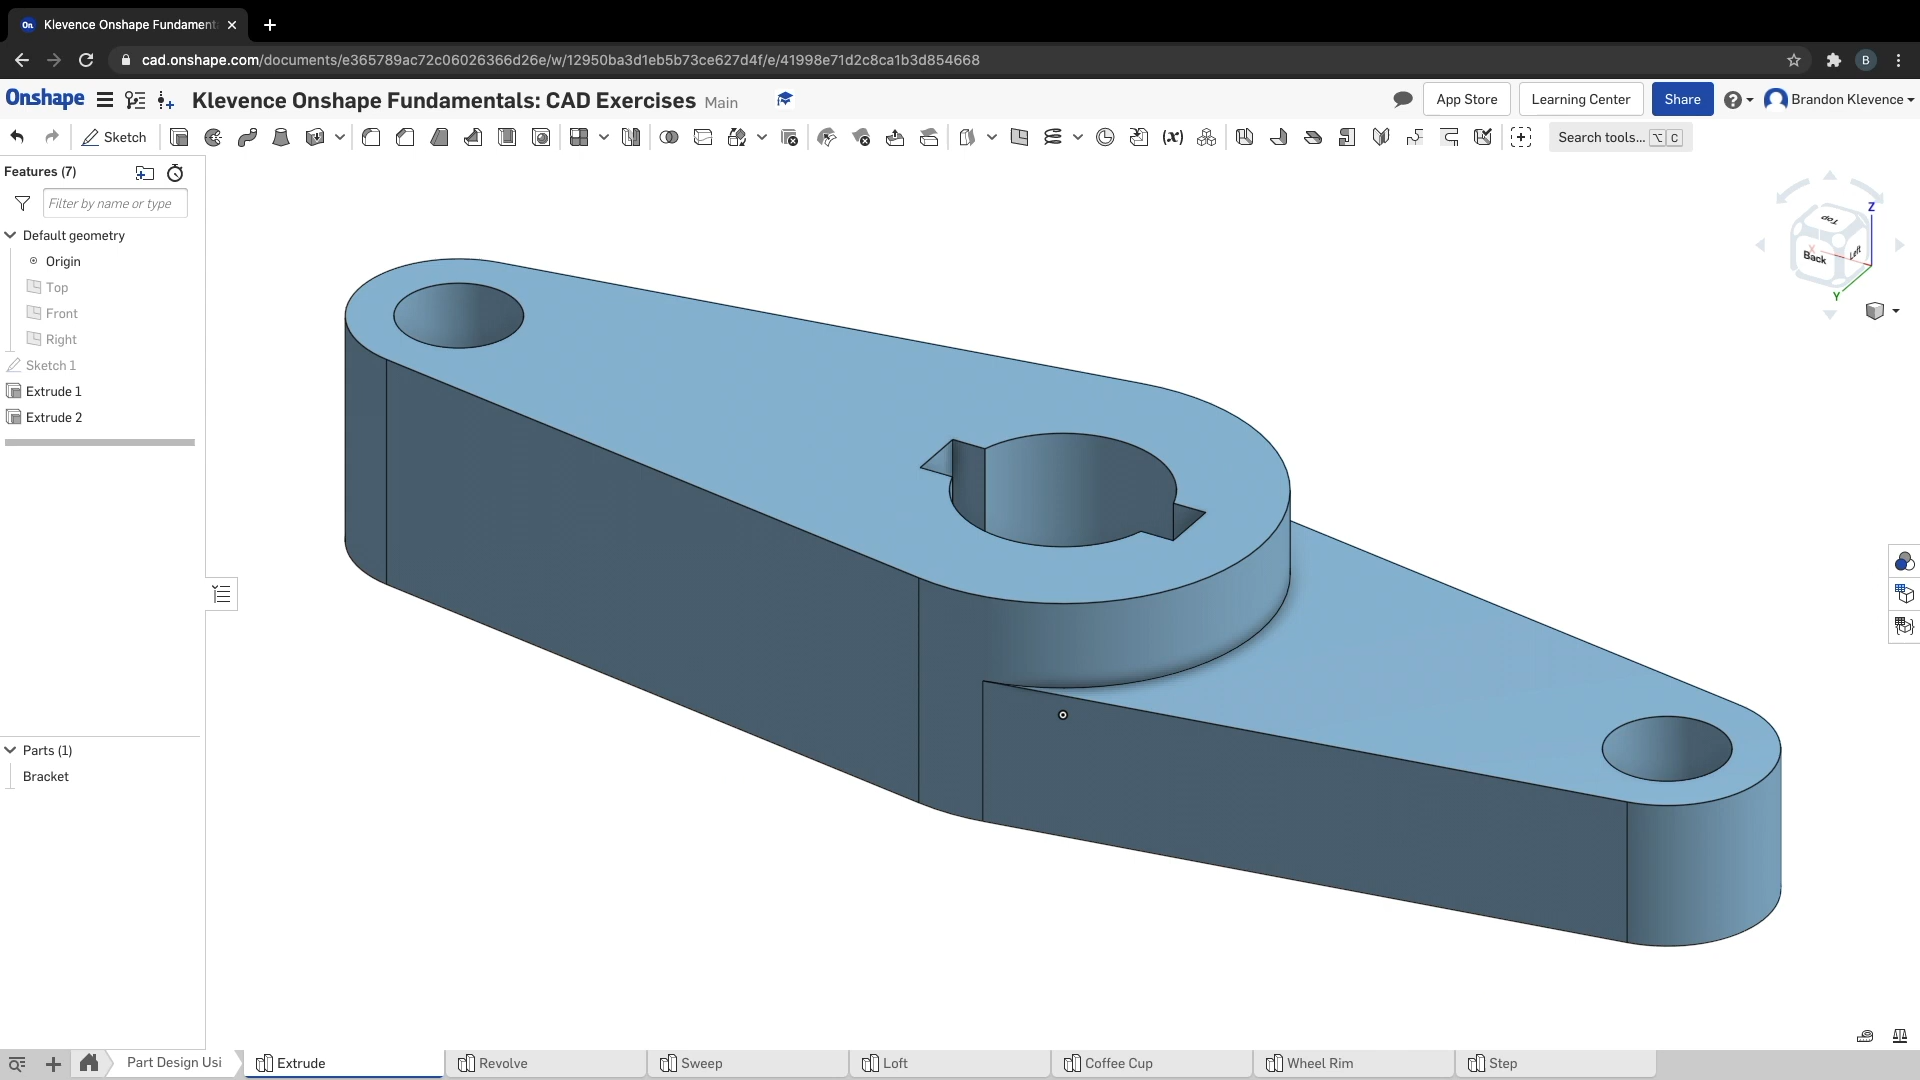 Klevence Onshape Fundament
cad.onshape.com/documents/e365789ac72c06026366d26e/w/12950ba3d1eb5b73ce627d4f/e/41998e71d2c8ca1b3d854668
B
Onshape
Klevence Onshape Fundamentals: CAD Exercises Main
App Store
Learning Center
Share
Brandon Klevence
Sketch
Search tools... ⌥ C
Features (7)
Filter by name or type
Default geometry
Origin
Top
Front
Right
Sketch 1
Extrude 1
Extrude 2
Parts (1)
Bracket
Z
Top
X
Back
Left
Y
Part Design Usi
Extrude
Revolve
Sweep
Loft
Coffee Cup
Wheel Rim
Step